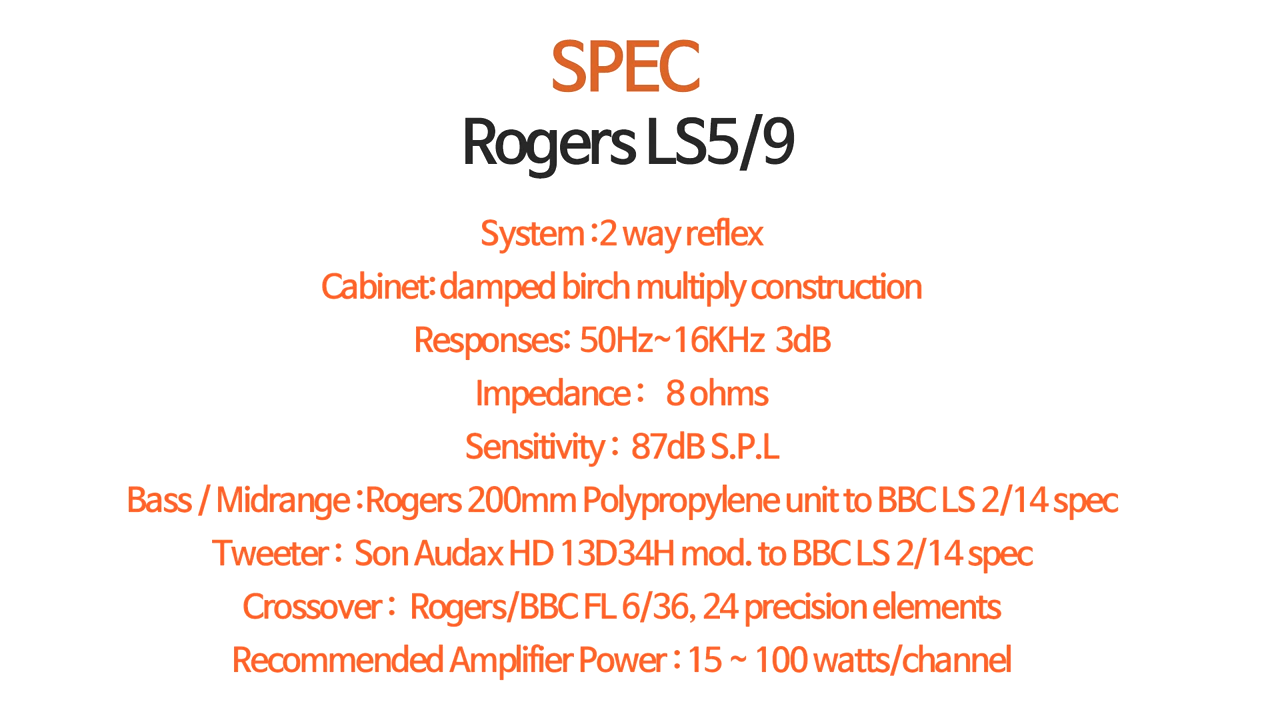 SPEC
Rogers LS5/9
System :2 way reflex
Cabinet: damped birch multiply construction
Responses: 50Hz~16KHz 3dB
Impedance : 8 ohms
Sensitivity : 87dB S.P.L
Bass / Midrange :Rogers 200mm Polypropylene unit to BBC LS 2/14 spec
Tweeter : Son Audax HD 13D34H mod. to BBC LS 2/14 spec
Crossover : Rogers/BBC FL 6/36, 24 precision elements
Recommended Amplifier Power : 15 ~ 100 watts/channel